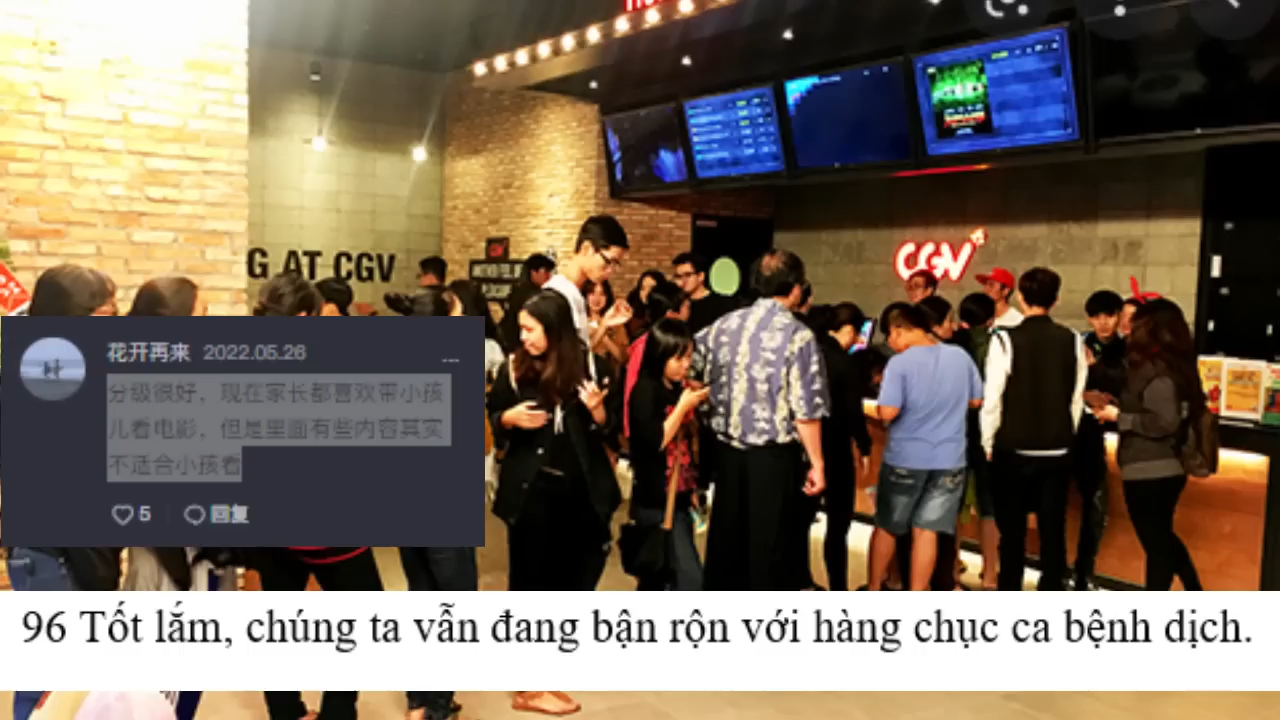 G AT CGV
CGV
花开再来 2022.05.26
分级很好，现在家长都喜欢带小孩
儿看电影，但是里面有些内容其实
不适合小孩看
5 回复
96 Tốt lắm, chúng ta vẫn đang bận rộn với hàng chục ca bệnh dịch.